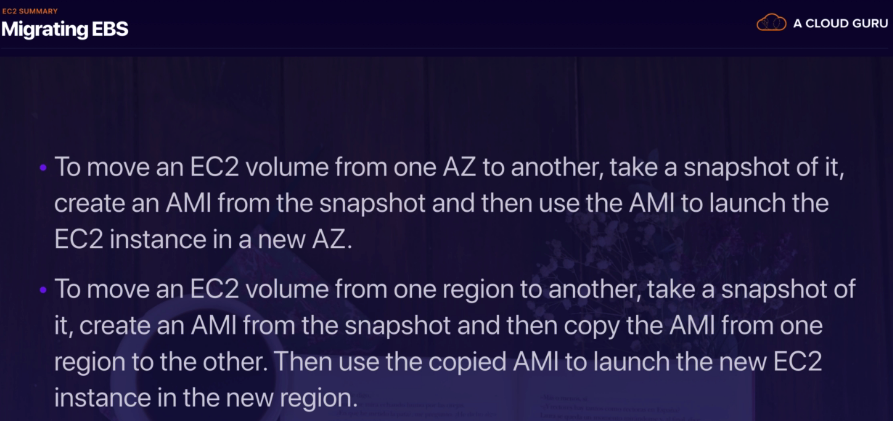 EC2 SUMMARY
Migrating EBS
A CLOUD GURU
• To move an EC2 volume from one AZ to another, take a snapshot of it,
create an AMI from the snapshot and then use the AMI to launch the
EC2 instance in a new AZ.
• To move an EC2 volume from one region to another, take a snapshot of
it, create an AMI from the snapshot and then copy the AMI from one
region to the other. Then use the copied AMI to launch the new EC2
instance in the new region.